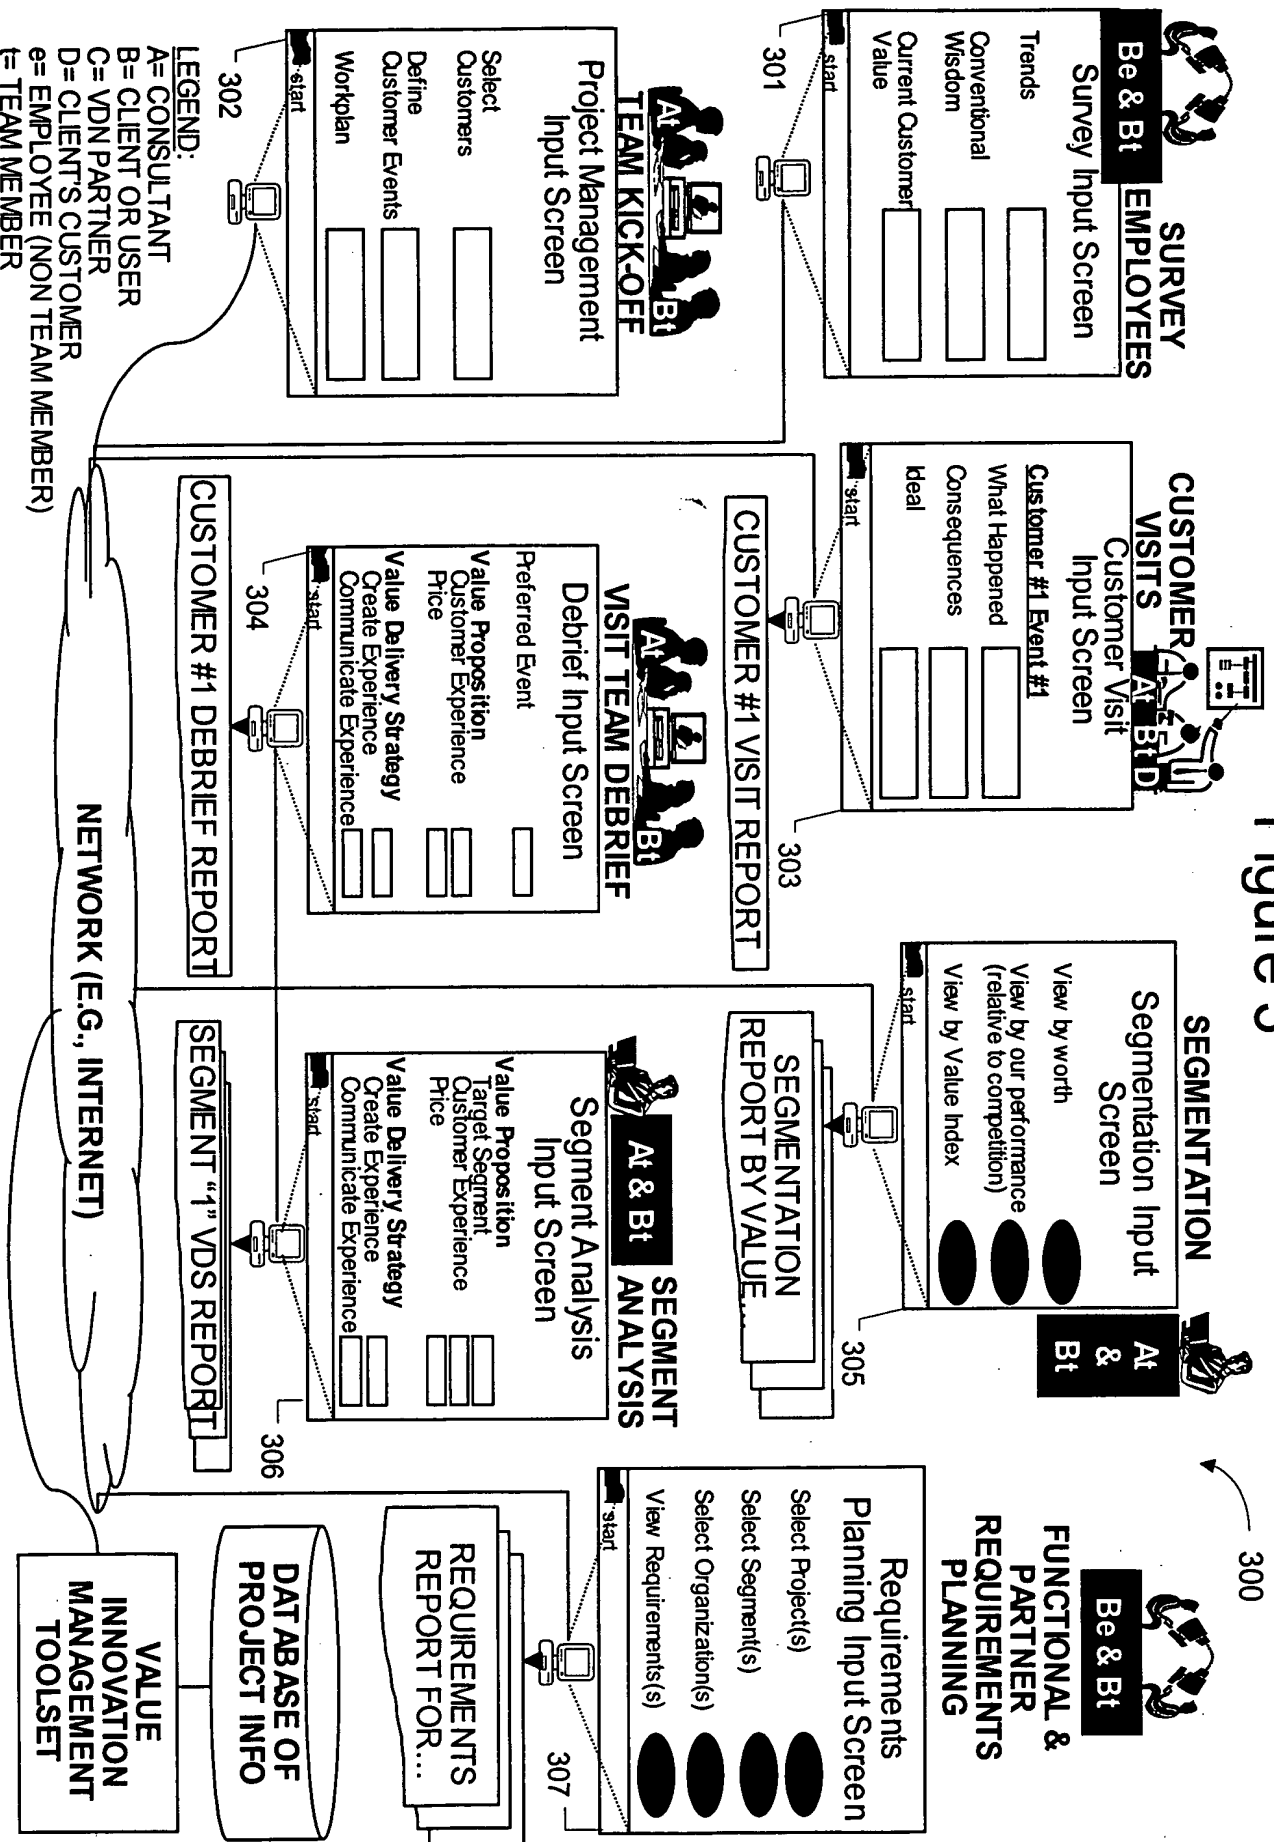 Figure 3
300
SURVEY
EMPLOYEES
Be & Bt
Survey Input Screen
Trends
Conventional
Wisdom
Current Customer
Value
start
301
CUSTOMER
VISITS
At Bt D
Customer Visit
Input Screen
Customer #1 Event #1
What Happened
Consequences
Ideal
start
303
CUSTOMER #1 VISIT REPORT
SEGMENTATION
At
&
Bt
Segmentation Input
Screen
View by worth
View by our performance
(relative to competition)
View by Value Index
start
305
SEGMENTATION
REPORT BY VALUE...
FUNCTIONAL &
PARTNER
REQUIREMENTS
PLANNING
Be & Bt
Requirements
Planning Input Screen
Select Project(s)
Select Segment(s)
Select Organization(s)
View Requirements(s)
start
307
REQUIREMENTS
REPORT FOR...
At
Bt
TEAM KICK-OFF
Project Management
Input Screen
Select
Customers
Define
Customer Events
Workplan
start
302
At
Bt
VISIT TEAM DEBRIEF
Debrief Input Screen
Preferred Event
Value Proposition
Customer Experience
Price
Value Delivery Strategy
Create Experience
Communicate Experience
start
304
CUSTOMER #1 DEBRIEF REPORT
At & Bt
SEGMENT
ANALYSIS
Segment Analysis
Input Screen
Value Proposition
Target Segment
Customer Experience
Price
Value Delivery Strategy
Create Experience
Communicate Experience
start
306
SEGMENT "1" VDS REPORT
DATABASE OF
PROJECT INFO
VALUE
INNOVATION
MANAGEMENT
TOOLSET
NETWORK (E.G., INTERNET)
LEGEND:
A= CONSULTANT
B= CLIENT OR USER
C= VDN PARTNER
D= CLIENT'S CUSTOMER
e= EMPLOYEE (NON TEAM MEMBER)
t= TEAM MEMBER